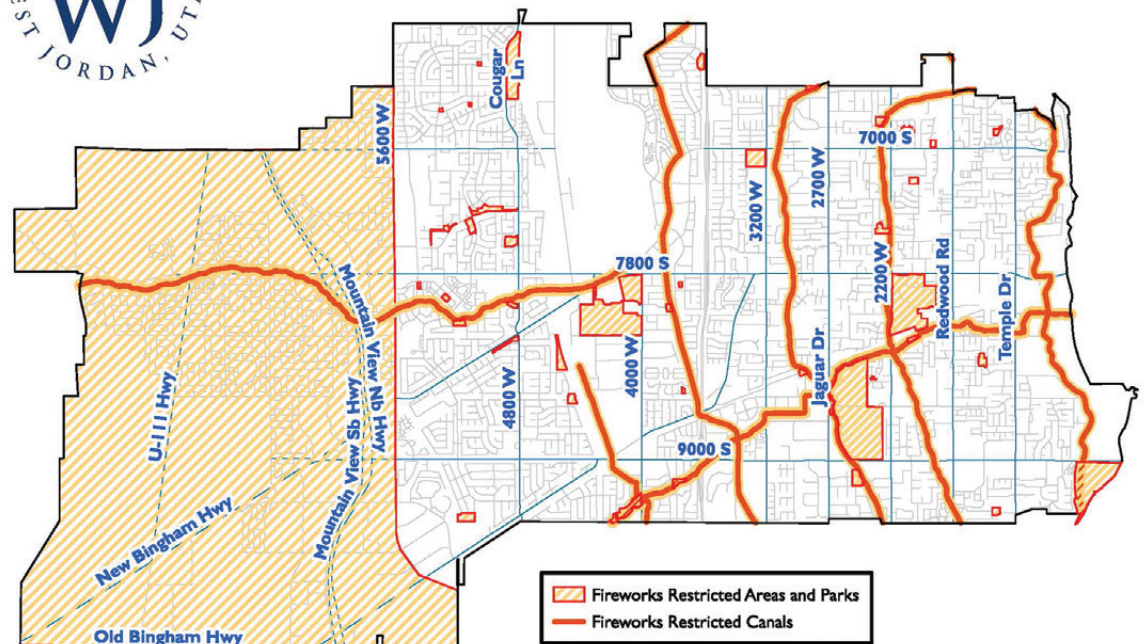 WJ
EST JORDAN, UTA
Cougar
Ln
5600 W
7000 S
3200 W
2700 W
7800 S
2200 W
Redwood Rd
Temple Dr
Mountain View Nb Hwy
U-111 Hwy
4800 W
4000 W
Jaguar Dr
Mountain View Sb Hwy
9000 S
New Bingham Hwy
Old Bingham Hwy
Fireworks Restricted Areas and Parks
Fireworks Restricted Canals